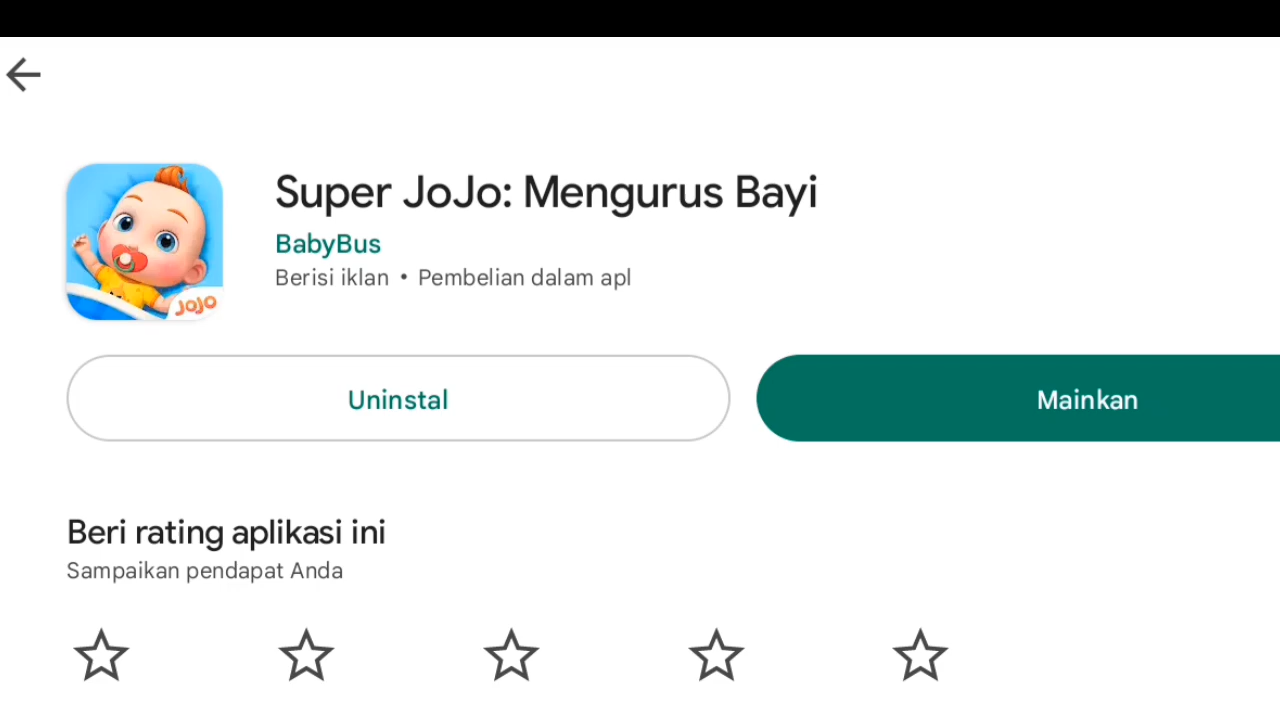 Super JoJo: Mengurus Bayi
BabyBus
Berisi iklan • Pembelian dalam apl
JoJo
Uninstal
Mainkan
Beri rating aplikasi ini
Sampaikan pendapat Anda